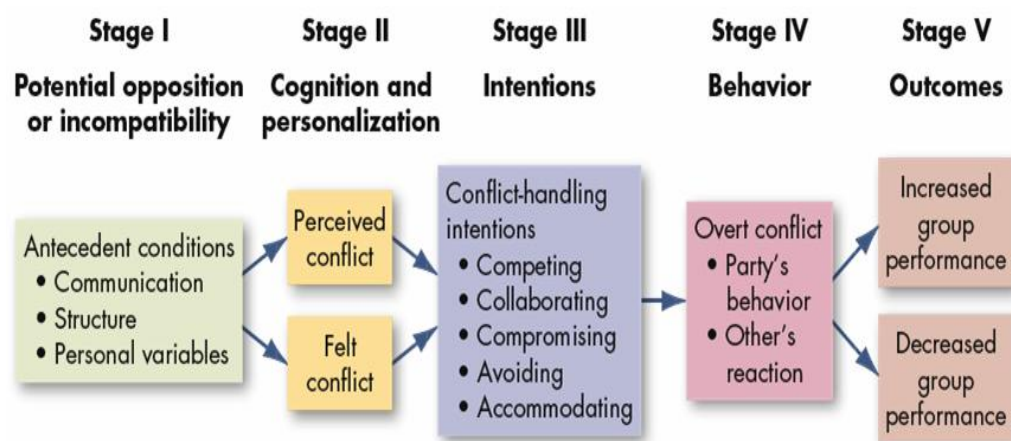 Stage I
Potential opposition
or incompatibility
Stage II
Cognition and
personalization
Stage III
Intentions
Stage IV
Behavior
Stage V
Outcomes
Antecedent conditions
• Communication
• Structure
• Personal variables
Perceived
conflict
Felt
conflict
Conflict-handling
intentions
• Competing
• Collaborating
• Compromising
• Avoiding
• Accommodating
Overt conflict
• Party's
behavior
• Other's
reaction
Increased
group
performance
Decreased
group
performance